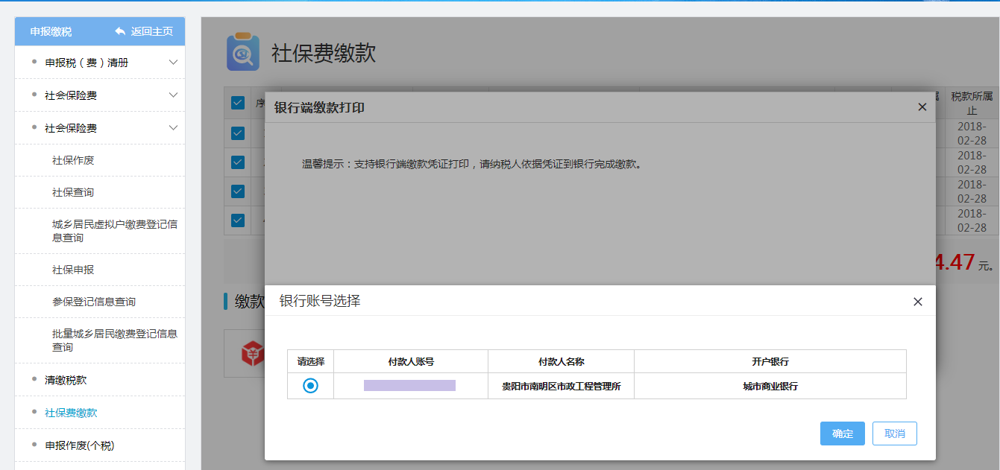 申报缴税
返回主页
申报税（费）清册
社会保险费
社会保险费
社保作废
社保查询
城乡居民虚拟户缴费登记信
息查询
社保申报
参保登记信息查询
批量城乡居民缴费登记信息
查询
清缴税款
社保费缴款
申报作废(个税)
社保费缴款
序
税款所属
止
2018-
02-28
2018-
02-28
2018-
02-28
2018-
02-28
4.47 元。
缴款
银行端缴款打印
温馨提示：支持银行端缴款凭证打印，请纳税人依据凭证到银行完成缴款。
银行账号选择
请选择 付款人账号 付款人名称 开户银行
贵阳市南明区市政工程管理所 城市商业银行
确定 取消